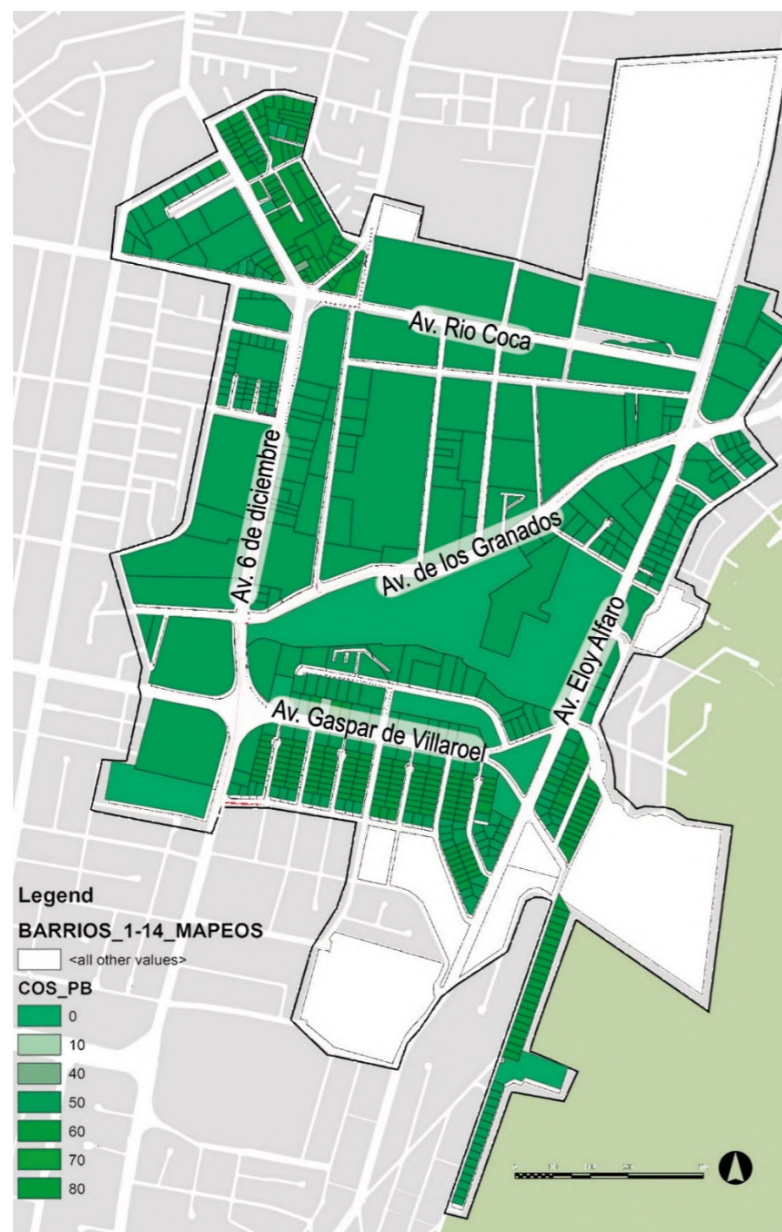 Av. Rio Coca
Av. 6 de diciembre
Av. de los Granados
Av. Eloy Alfaro
Av. Gaspar de Villaroel
Legend
BARRIOS_1-14_MAPEOS
<all other values>
COS_PB
0
10
40
50
60
70
80